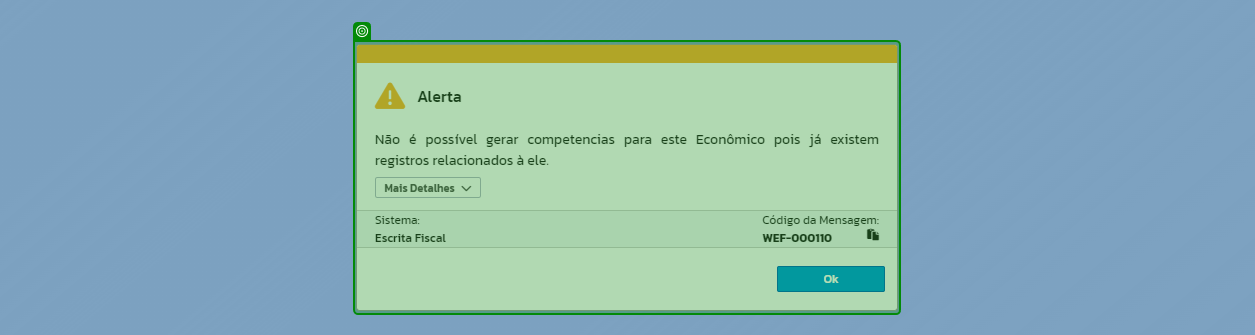 Alerta
Não é possível gerar competencias para este Econômico pois já existem
registros relacionados à ele.
Mais Detalhes
Sistema:
Escrita Fiscal
Código da Mensagem:
WEF-000110
Ok